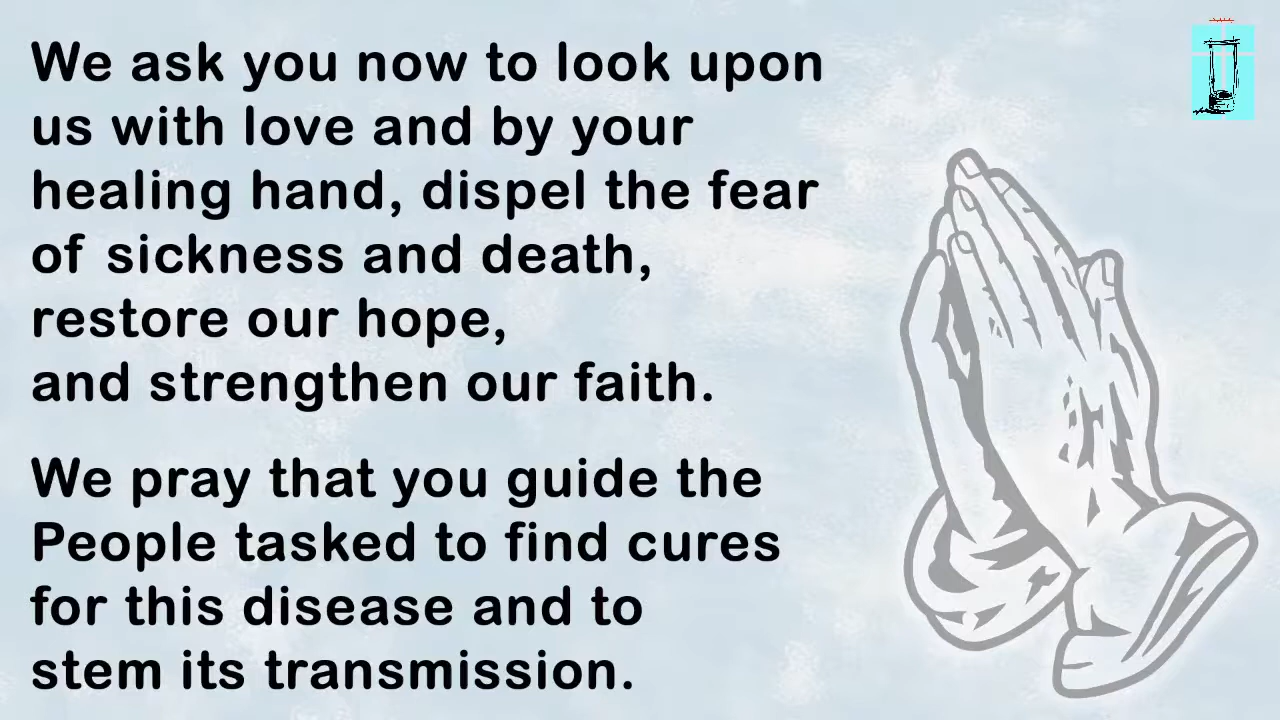 We ask you now to look upon
us with love and by your
healing hand, dispel the fear
of sickness and death,
restore our hope,
and strengthen our faith.
We pray that you guide the
People tasked to find cures
for this disease and to
stem its transmission.